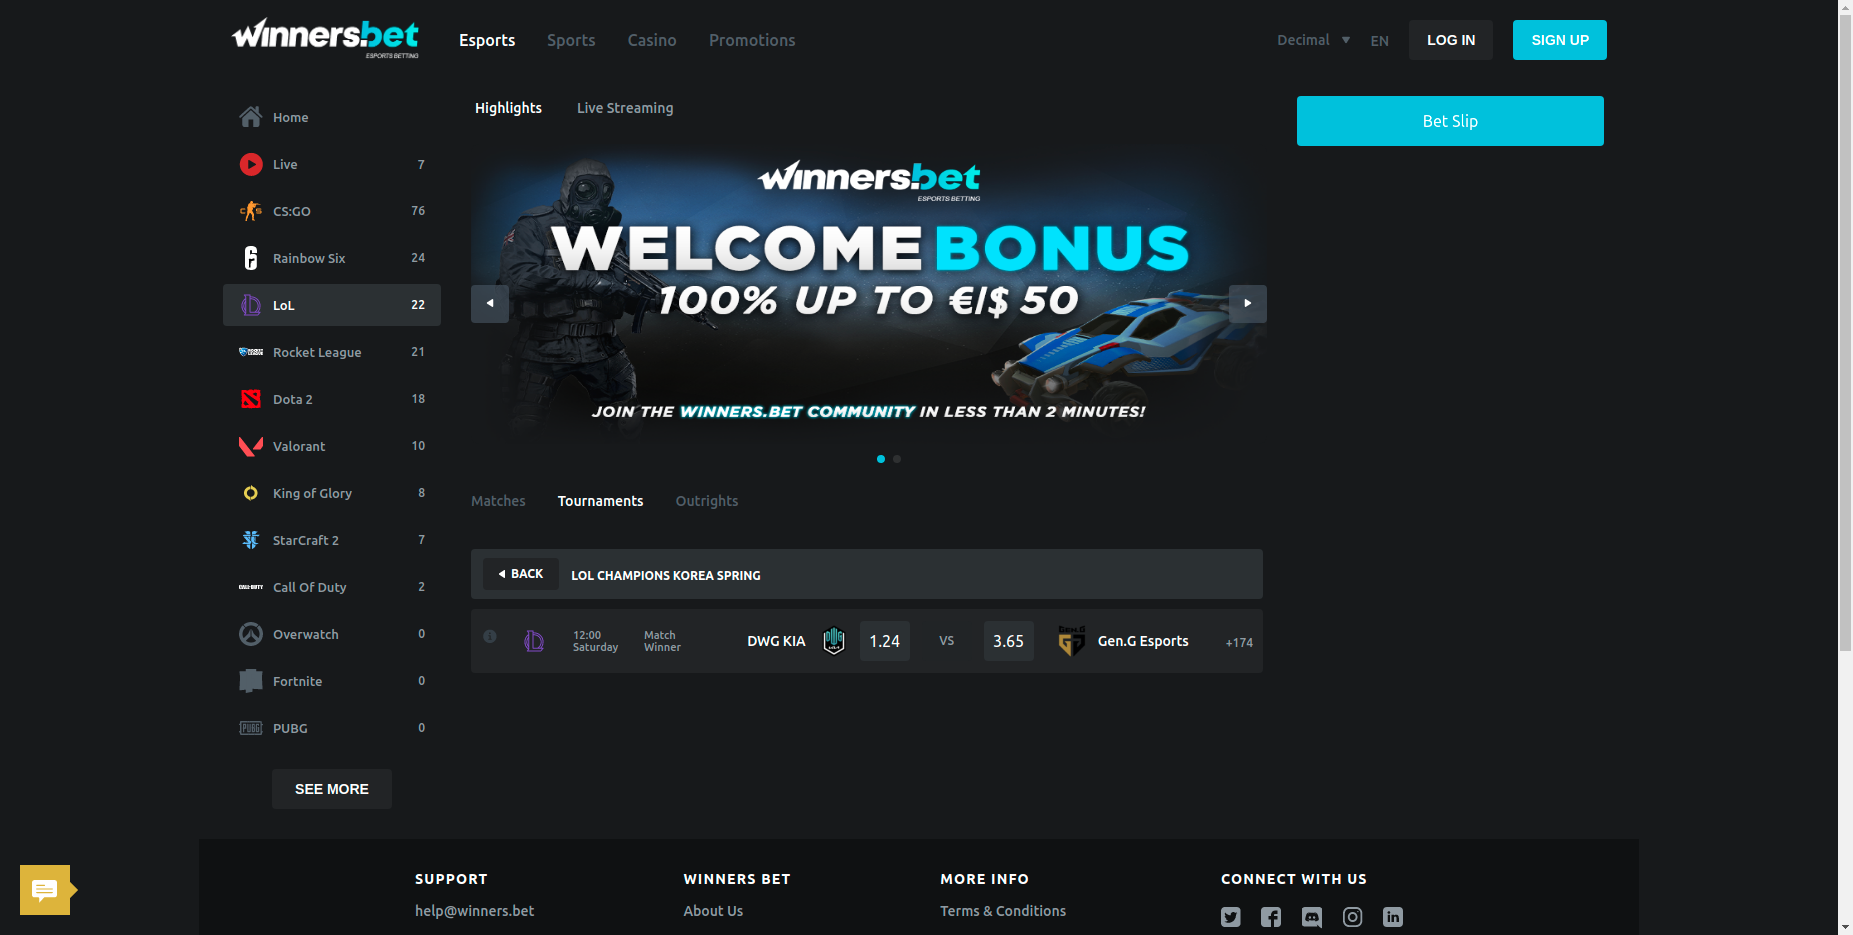 Winners.bet
ESPORTS BETTING
Esports
Sports
Casino
Promotions
Decimal
EN
LOG IN
SIGN UP
Home
Live 7
CS:GO 76
Rainbow Six 24
LoL 22
Rocket League 21
Dota 2 18
Valorant 10
King of Glory 8
StarCraft 2 7
Call Of Duty 2
Overwatch 0
Fortnite 0
PUBG 0
SEE MORE
Highlights
Live Streaming
Winners.bet
ESPORTS BETTING
WELCOME BONUS
100% UP TO €/$ 50
JOIN THE WINNERS.BET COMMUNITY IN LESS THAN 2 MINUTES!
Bet Slip
Matches
Tournaments
Outrights
BACK
LOL CHAMPIONS KOREA SPRING
12:00
Saturday
Match
Winner
DWG KIA
1.24
VS
3.65
GEN.G
Gen.G Esports
+174
SUPPORT
help@winners.bet
WINNERS BET
About Us
MORE INFO
Terms & Conditions
CONNECT WITH US